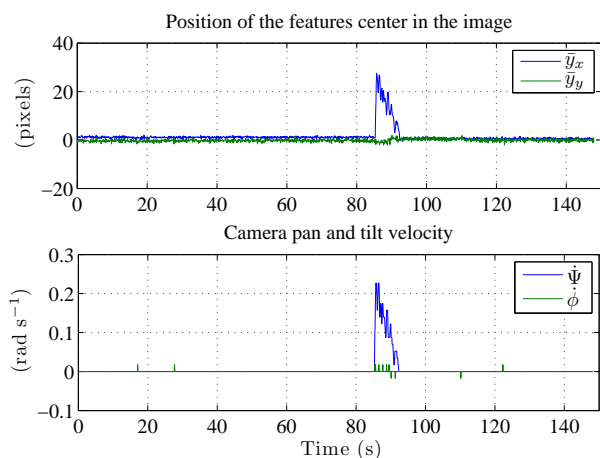 Position of the features center in the image
(pixels)
40
20
0
−20
0 20 40 60 80 100 120 140
ȳx
ȳy
Camera pan and tilt velocity
(rad s⁻¹)
0.3
0.2
0.1
0
−0.1
0 20 40 60 80 100 120 140
Time (s)
Ψ̇
ϕ̇